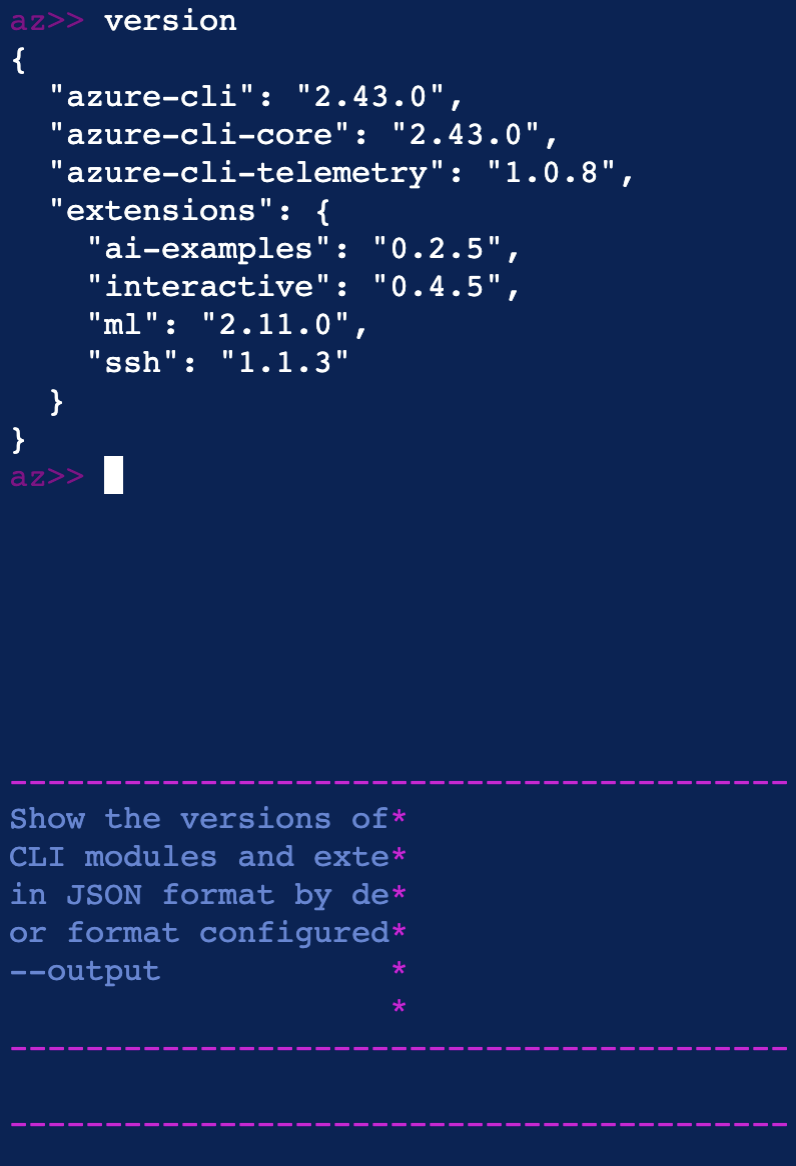 az>> version
{
  "azure-cli": "2.43.0",
  "azure-cli-core": "2.43.0",
  "azure-cli-telemetry": "1.0.8",
  "extensions": {
    "ai-examples": "0.2.5",
    "interactive": "0.4.5",
    "ml": "2.11.0",
    "ssh": "1.1.3"
  }
}
az>>
-----------------------------------------
Show the versions of*
CLI modules and exte*
in JSON format by de*
or format configured*
--output            *
                    *
-----------------------------------------
-----------------------------------------